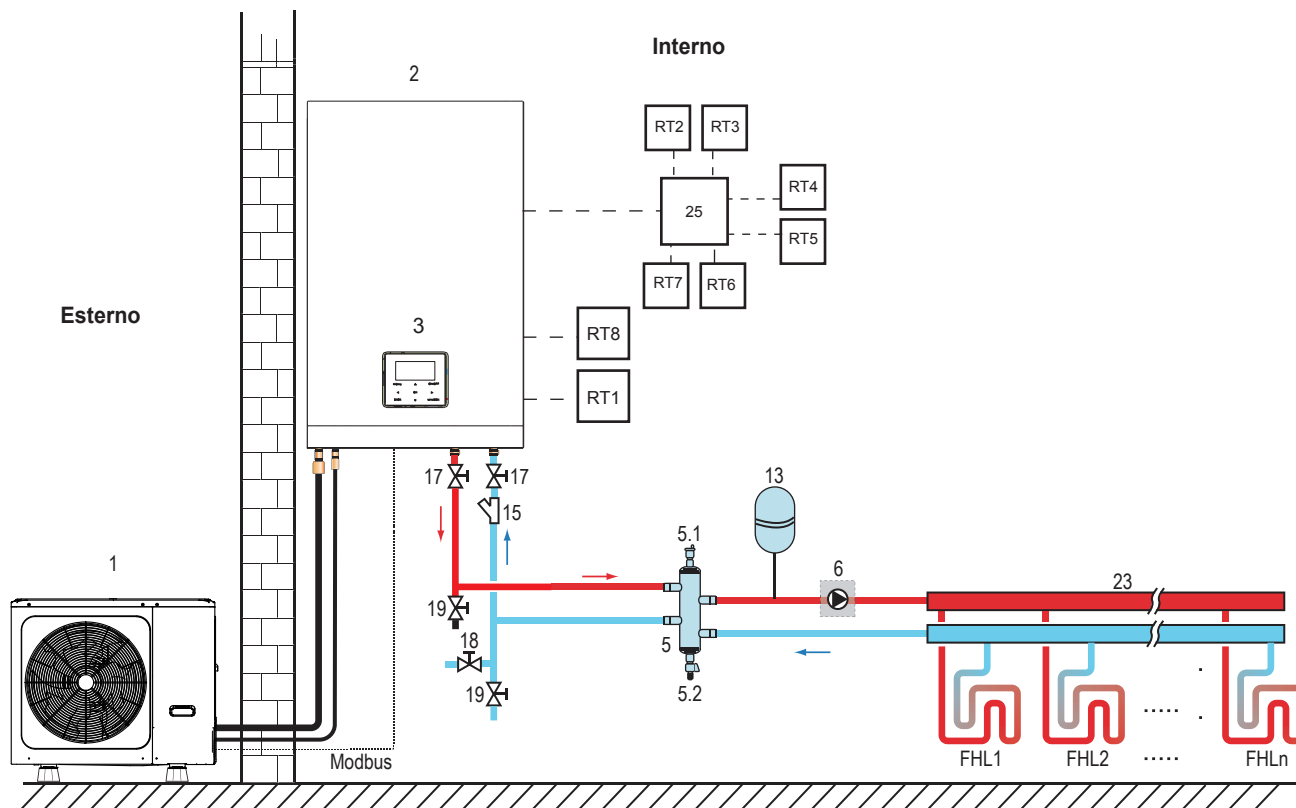 Interno
2
RT2
RT3
25
RT4
RT5
RT7
RT6
Esterno
3
RT8
RT1
17
17
13
15
5.1
1
6
23
19
18
5
19
5.2
Modbus
FHL1
FHL2
.....
.....
FHLn